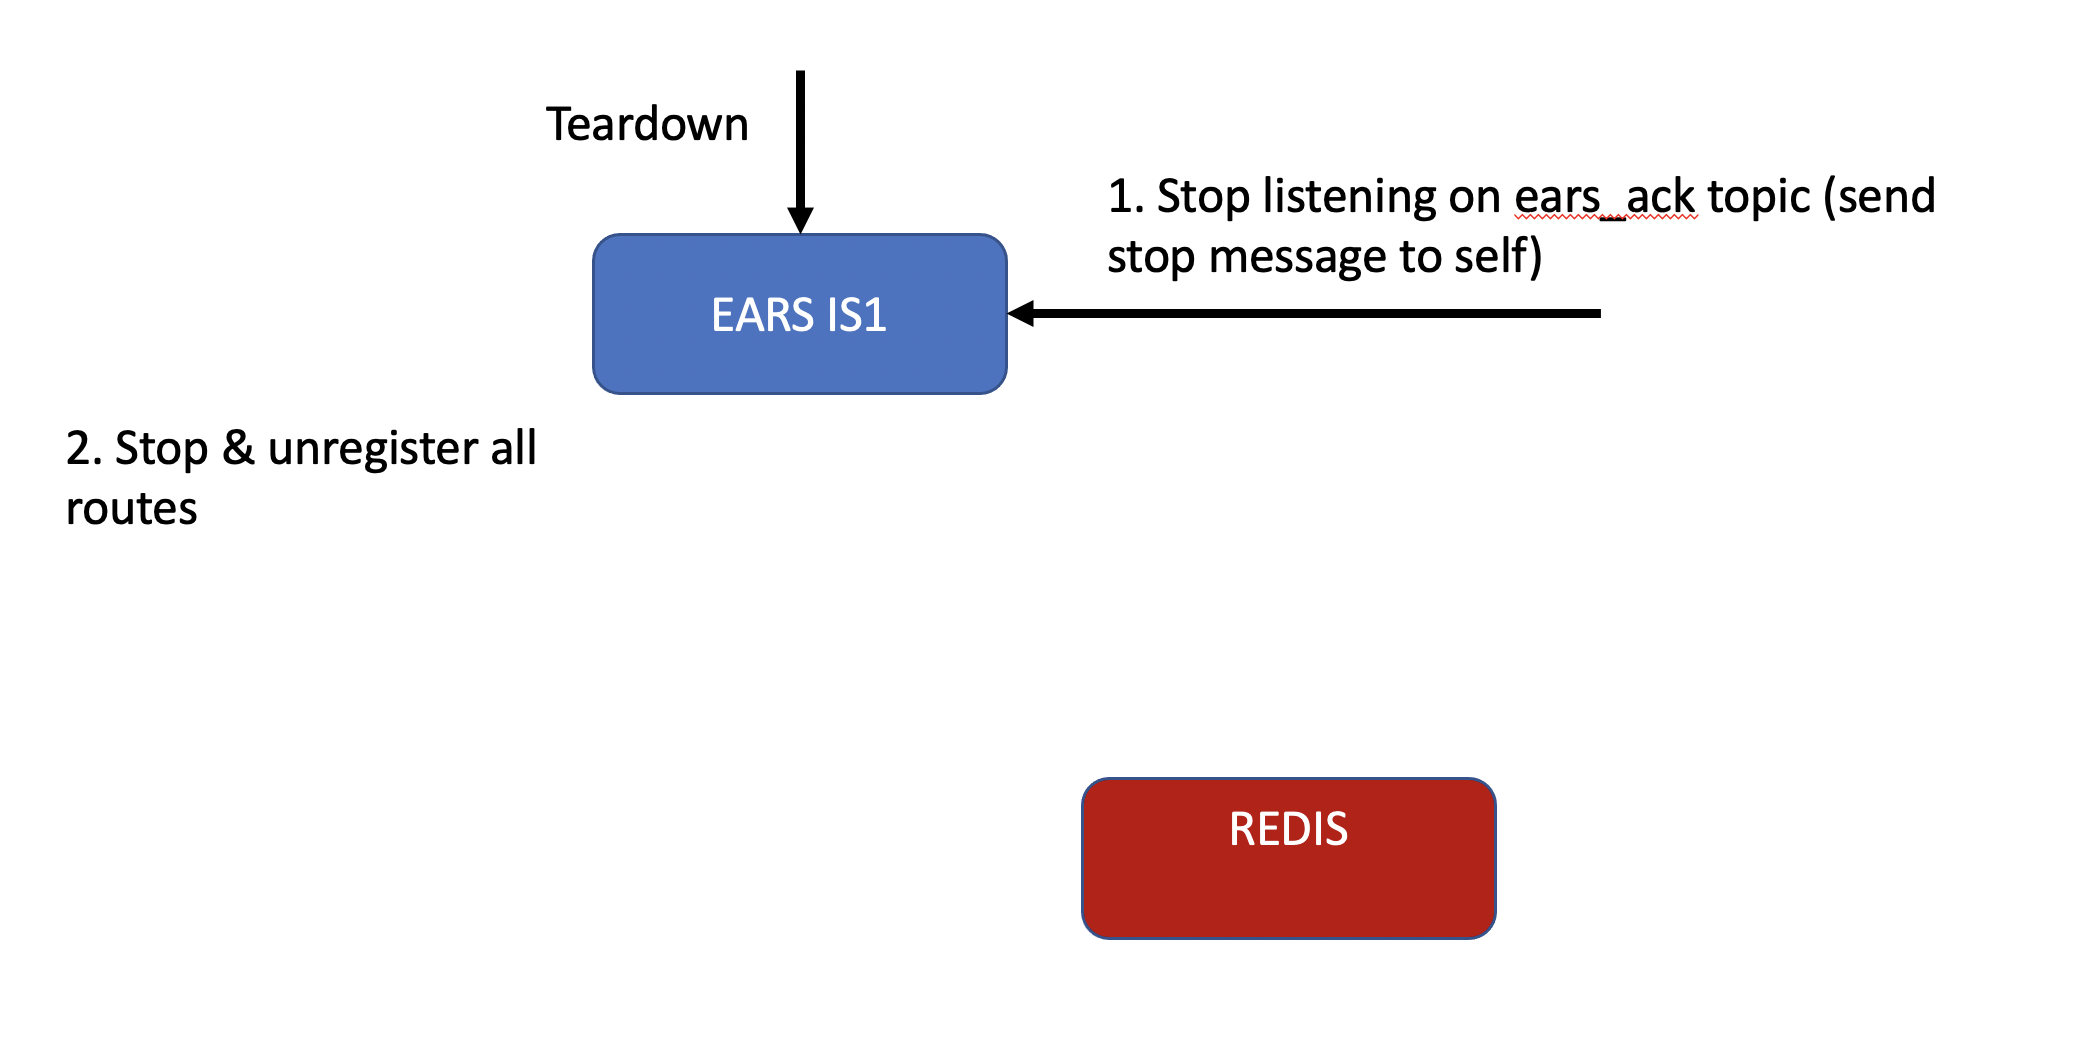 Teardown
1. Stop listening on ears_ack topic (send
stop message to self)
EARS IS1
2. Stop & unregister all
routes
REDIS